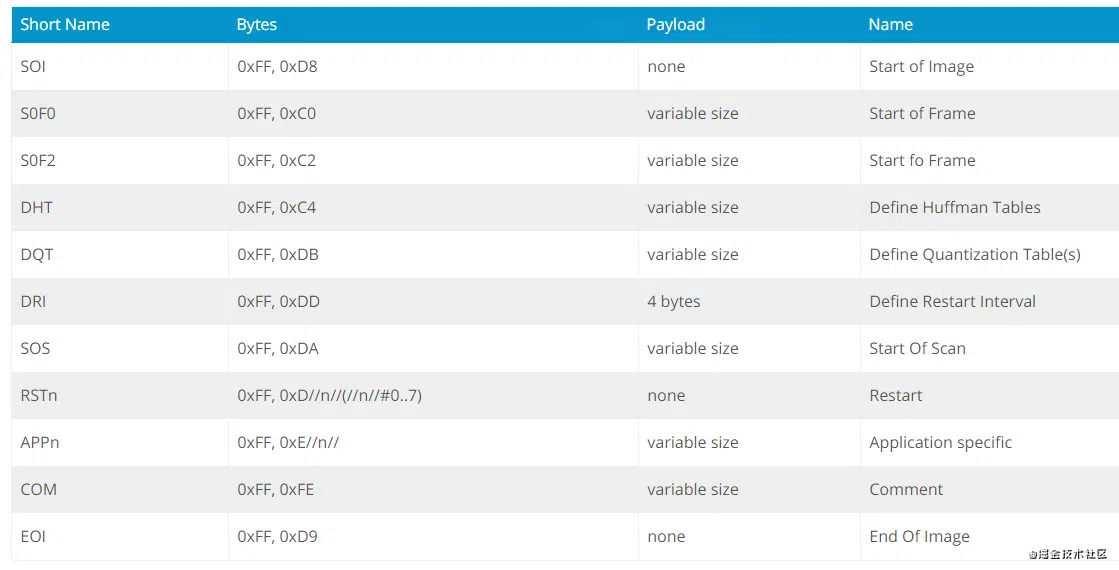 Short Name Bytes Payload Name
SOI 0xFF, 0xD8 none Start of Image
S0F0 0xFF, 0xC0 variable size Start of Frame
S0F2 0xFF, 0xC2 variable size Start fo Frame
DHT 0xFF, 0xC4 variable size Define Huffman Tables
DQT 0xFF, 0xDB variable size Define Quantization Table(s)
DRI 0xFF, 0xDD 4 bytes Define Restart Interval
SOS 0xFF, 0xDA variable size Start Of Scan
RSTn 0xFF, 0xD//n//(//n//#0..7) none Restart
APPn 0xFF, 0xE//n// variable size Application specific
COM 0xFF, 0xFE variable size Comment
EOI 0xFF, 0xD9 none End Of Image
@掘金技术社区